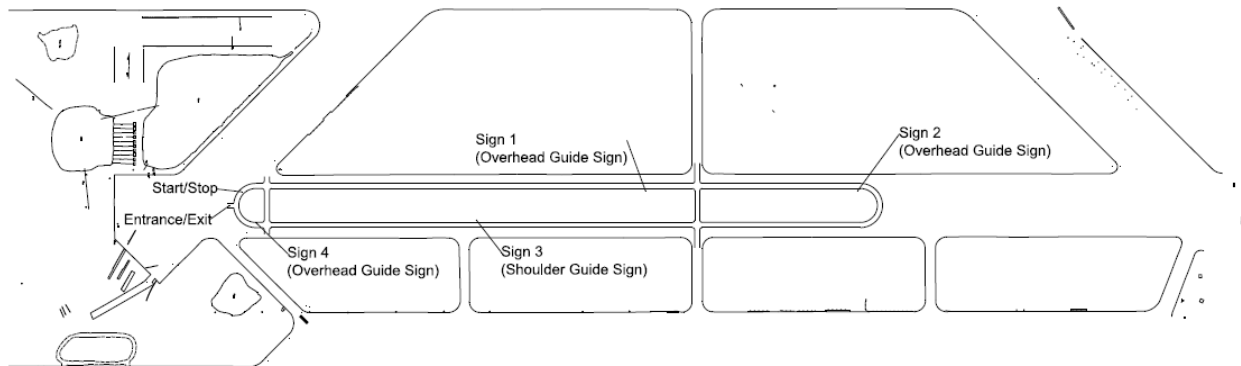 Sign 1
(Overhead Guide Sign)
Sign 2
(Overhead Guide Sign)
Start/Stop
Entrance/Exit
Sign 4
(Overhead Guide Sign)
Sign 3
(Shoulder Guide Sign)